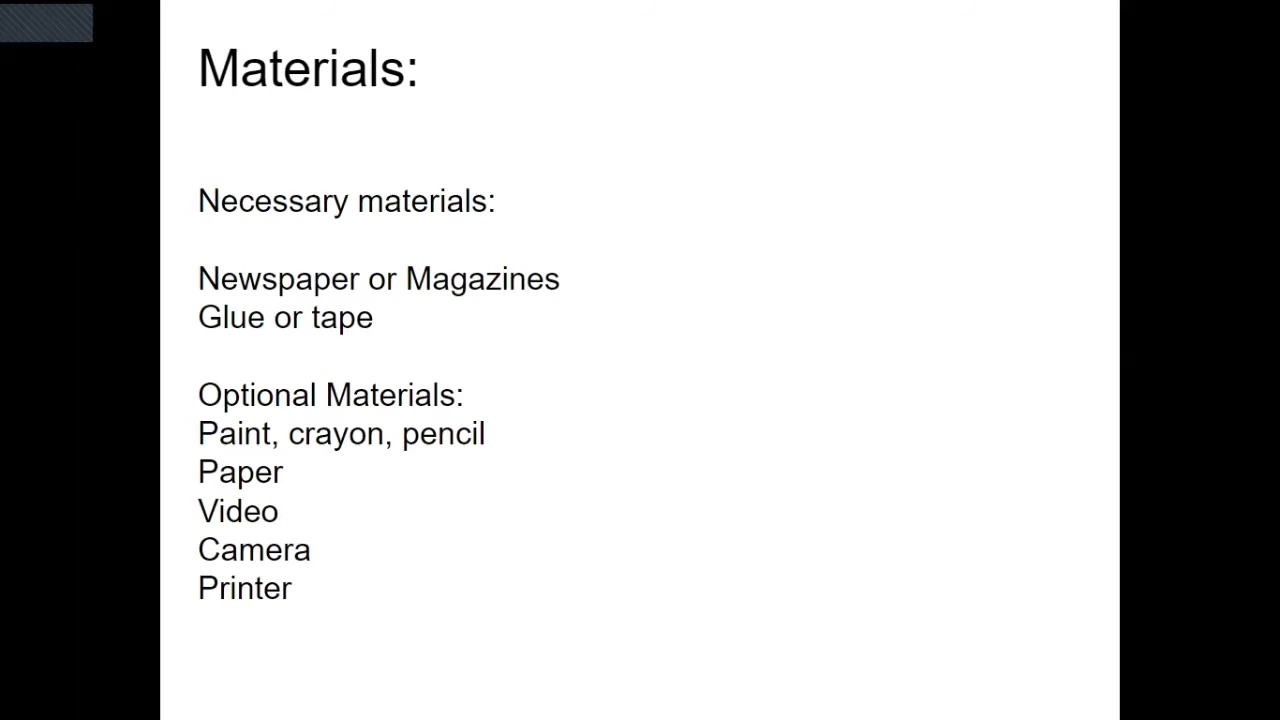 Materials:
Necessary materials:
Newspaper or Magazines
Glue or tape
Optional Materials:
Paint, crayon, pencil
Paper
Video
Camera
Printer